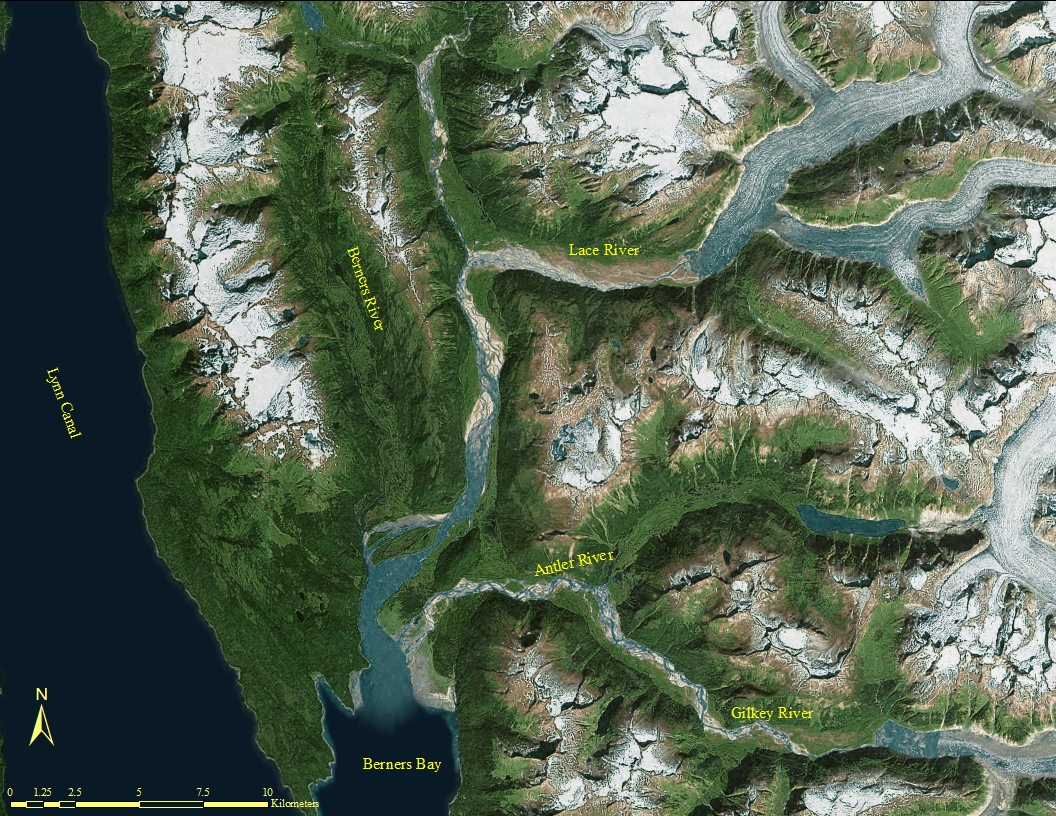 Lace River
Berners River
Lynn Canal
Antler River
Gilkey River
Berners Bay
N
0 1.25 2.5 5 7.5 10
Kilometers